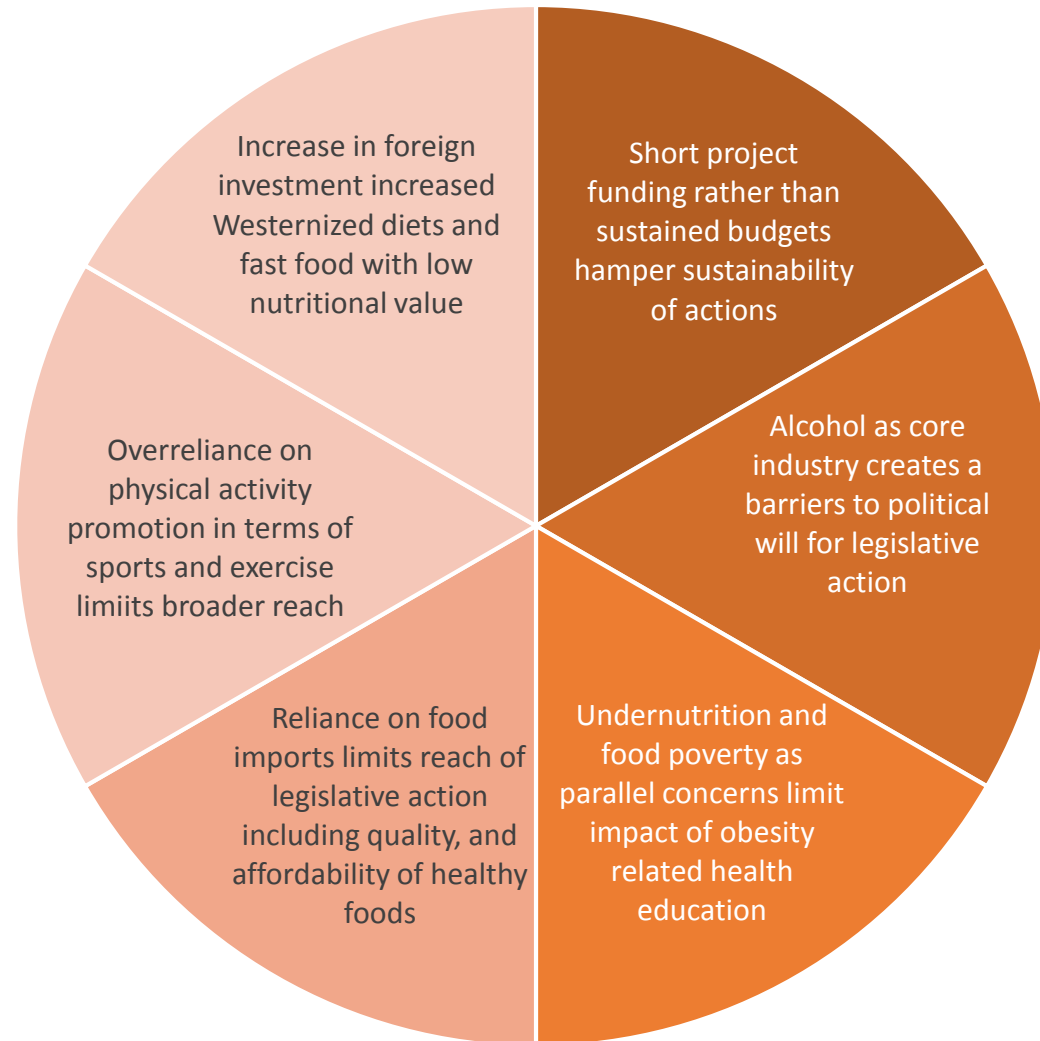 Short project
funding rather than
sustained budgets
hamper sustainability
of actions
Alcohol as core
industry creates a
barriers to political
will for legislative
action
Undernutrition and
food poverty as
parallel concerns limit
impact of obesity
related health
education
Reliance on food
imports limits reach of
legislative action
including quality, and
affordability of healthy
foods
Overreliance on
physical activity
promotion in terms of
sports and exercise
limiits broader reach
Increase in foreign
investment increased
Westernized diets and
fast food with low
nutritional value